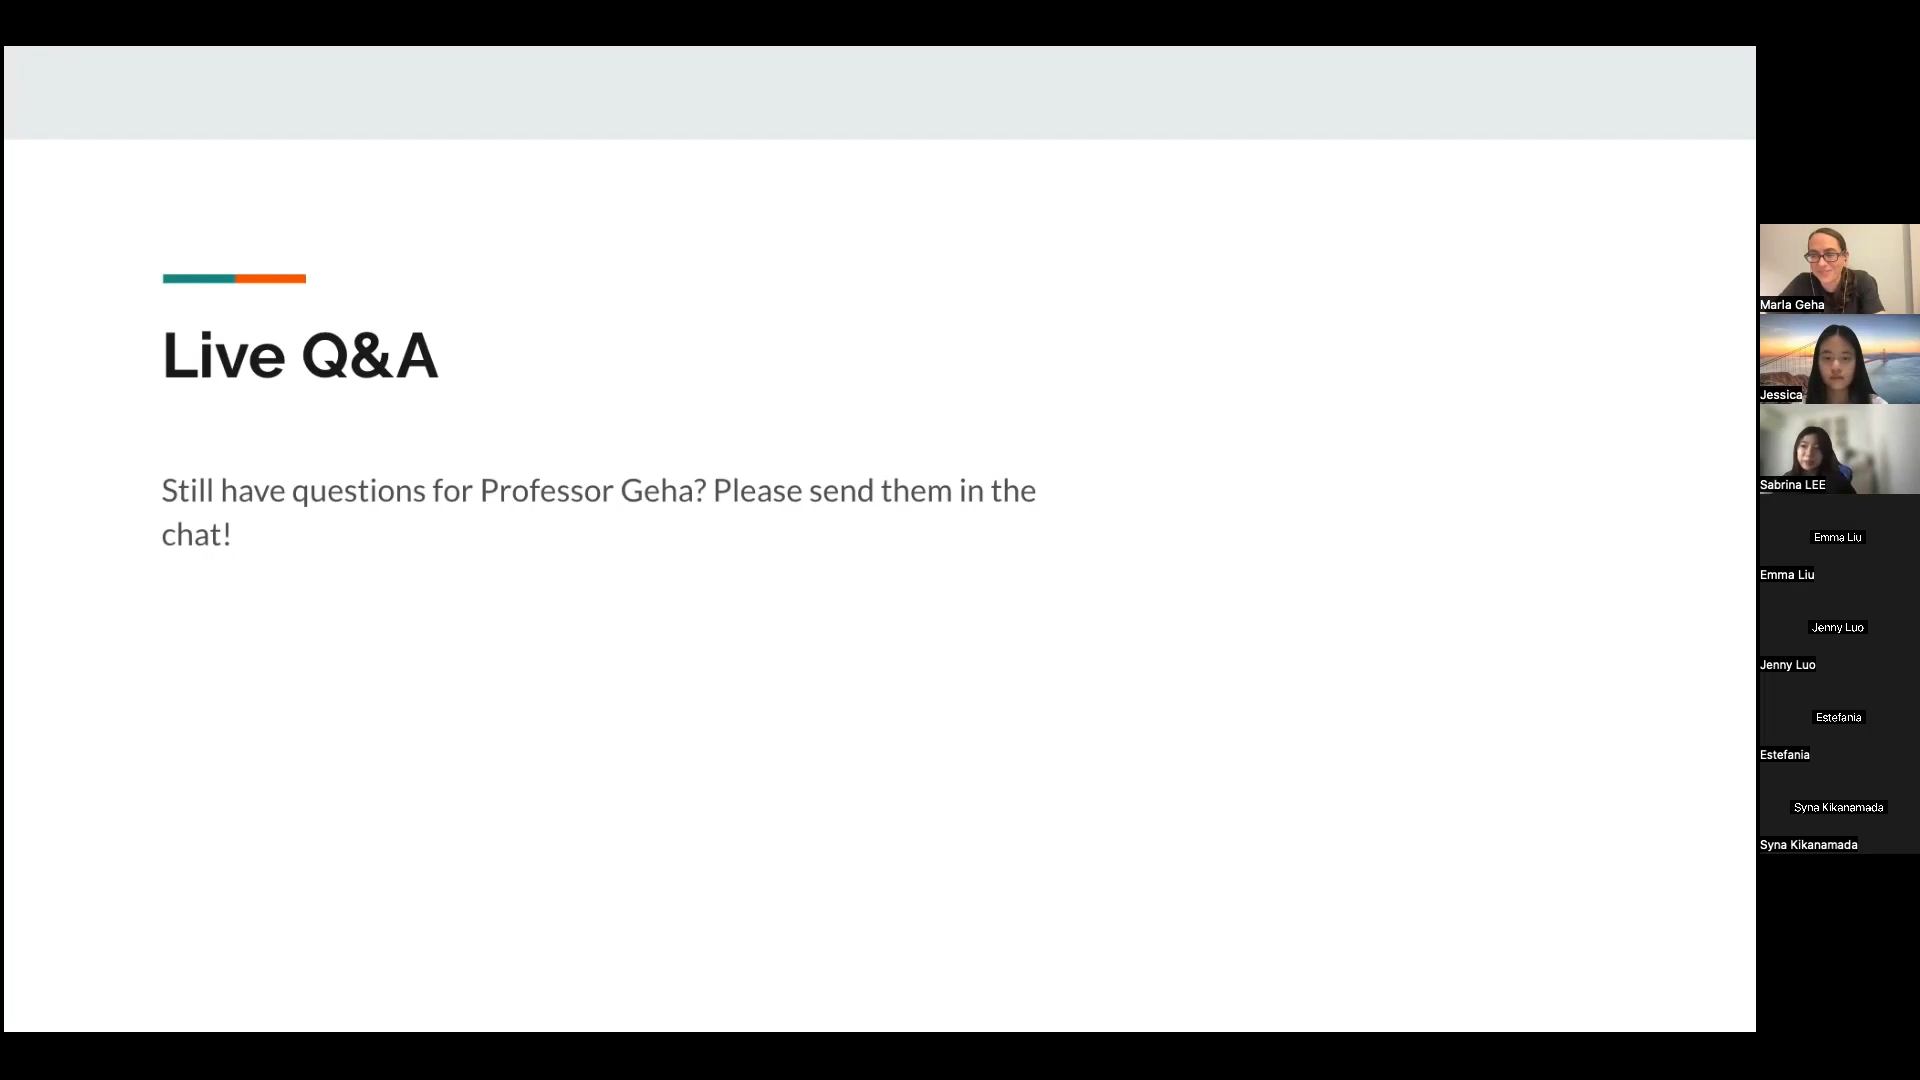 Live Q&A
Still have questions for Professor Geha? Please send them in the
chat!
Marla Geha
Jessica
Sabrina LEE
Emma Liu
Emma Liu
Jenny Luo
Jenny Luo
Estefania
Estefania
Syna Kikanamada
Syna Kikanamada